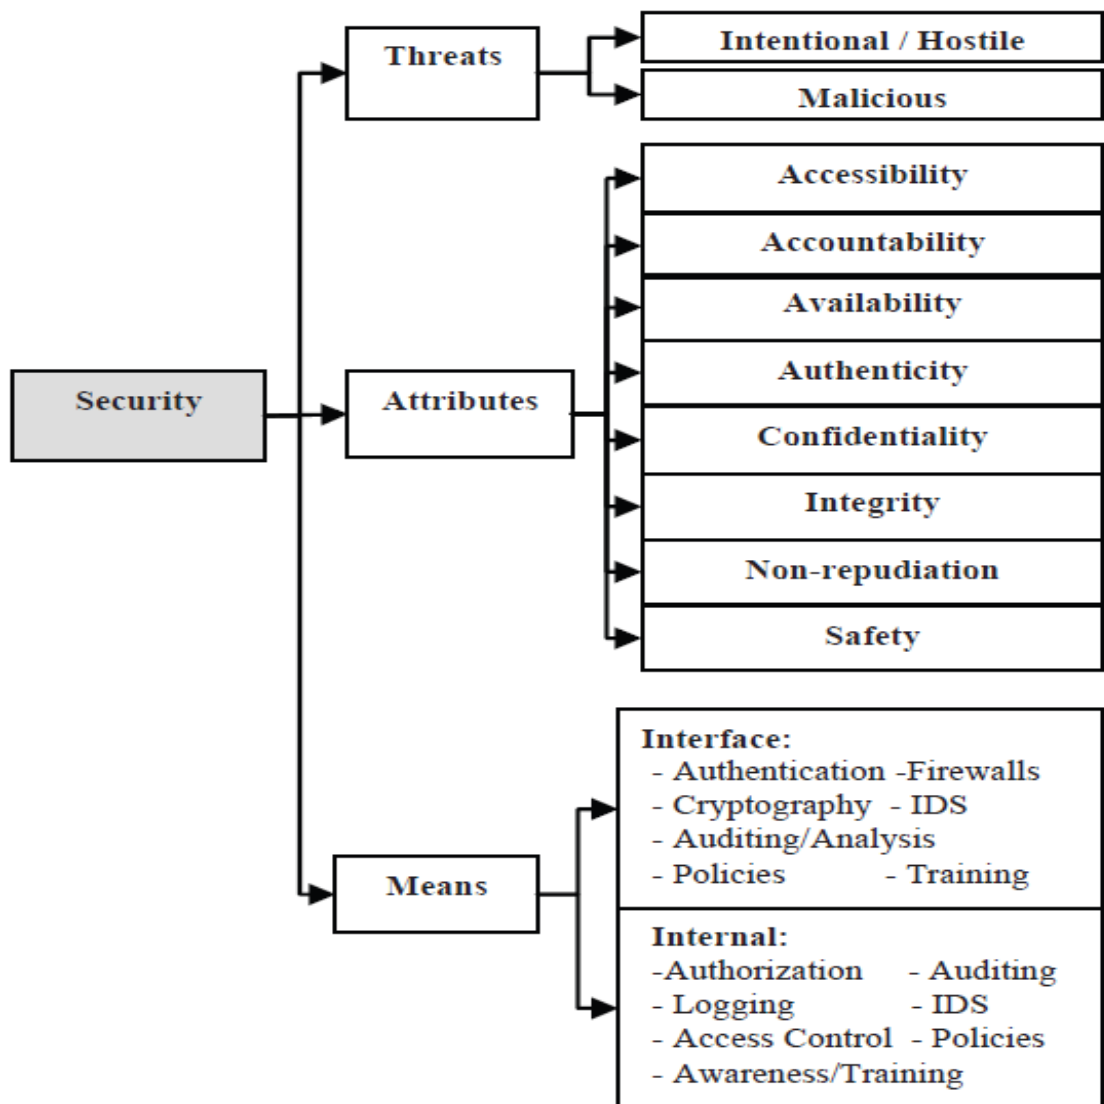 Threats
Intentional / Hostile
Malicious
Accessibility
Accountability
Availability
Authenticity
Security
Attributes
Confidentiality
Integrity
Non-repudiation
Safety
Means
Interface:
- Authentication -Firewalls
- Cryptography - IDS
- Auditing/Analysis
- Policies - Training
Internal:
-Authorization - Auditing
- Logging - IDS
- Access Control - Policies
- Awareness/Training